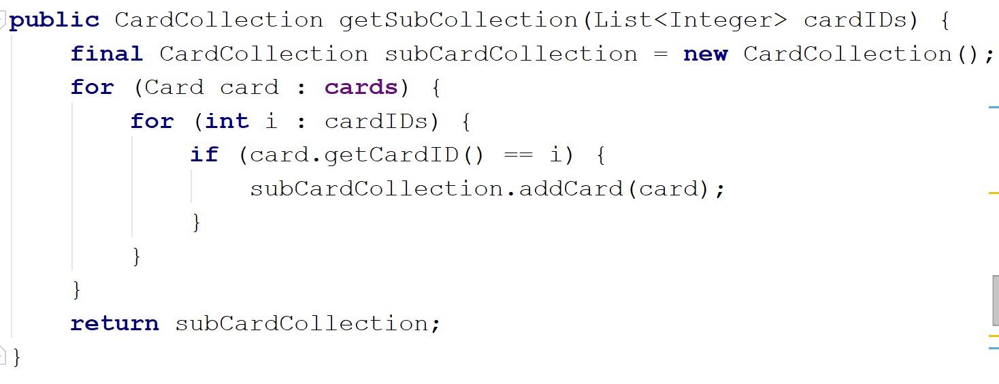 public CardCollection getSubCollection(List<Integer> cardIDs) {
    final CardCollection subCardCollection = new CardCollection();
    for (Card card : cards) {
        for (int i : cardIDs) {
            if (card.getCardID() == i) {
                subCardCollection.addCard(card);
            }
        }
    }
    return subCardCollection;
}